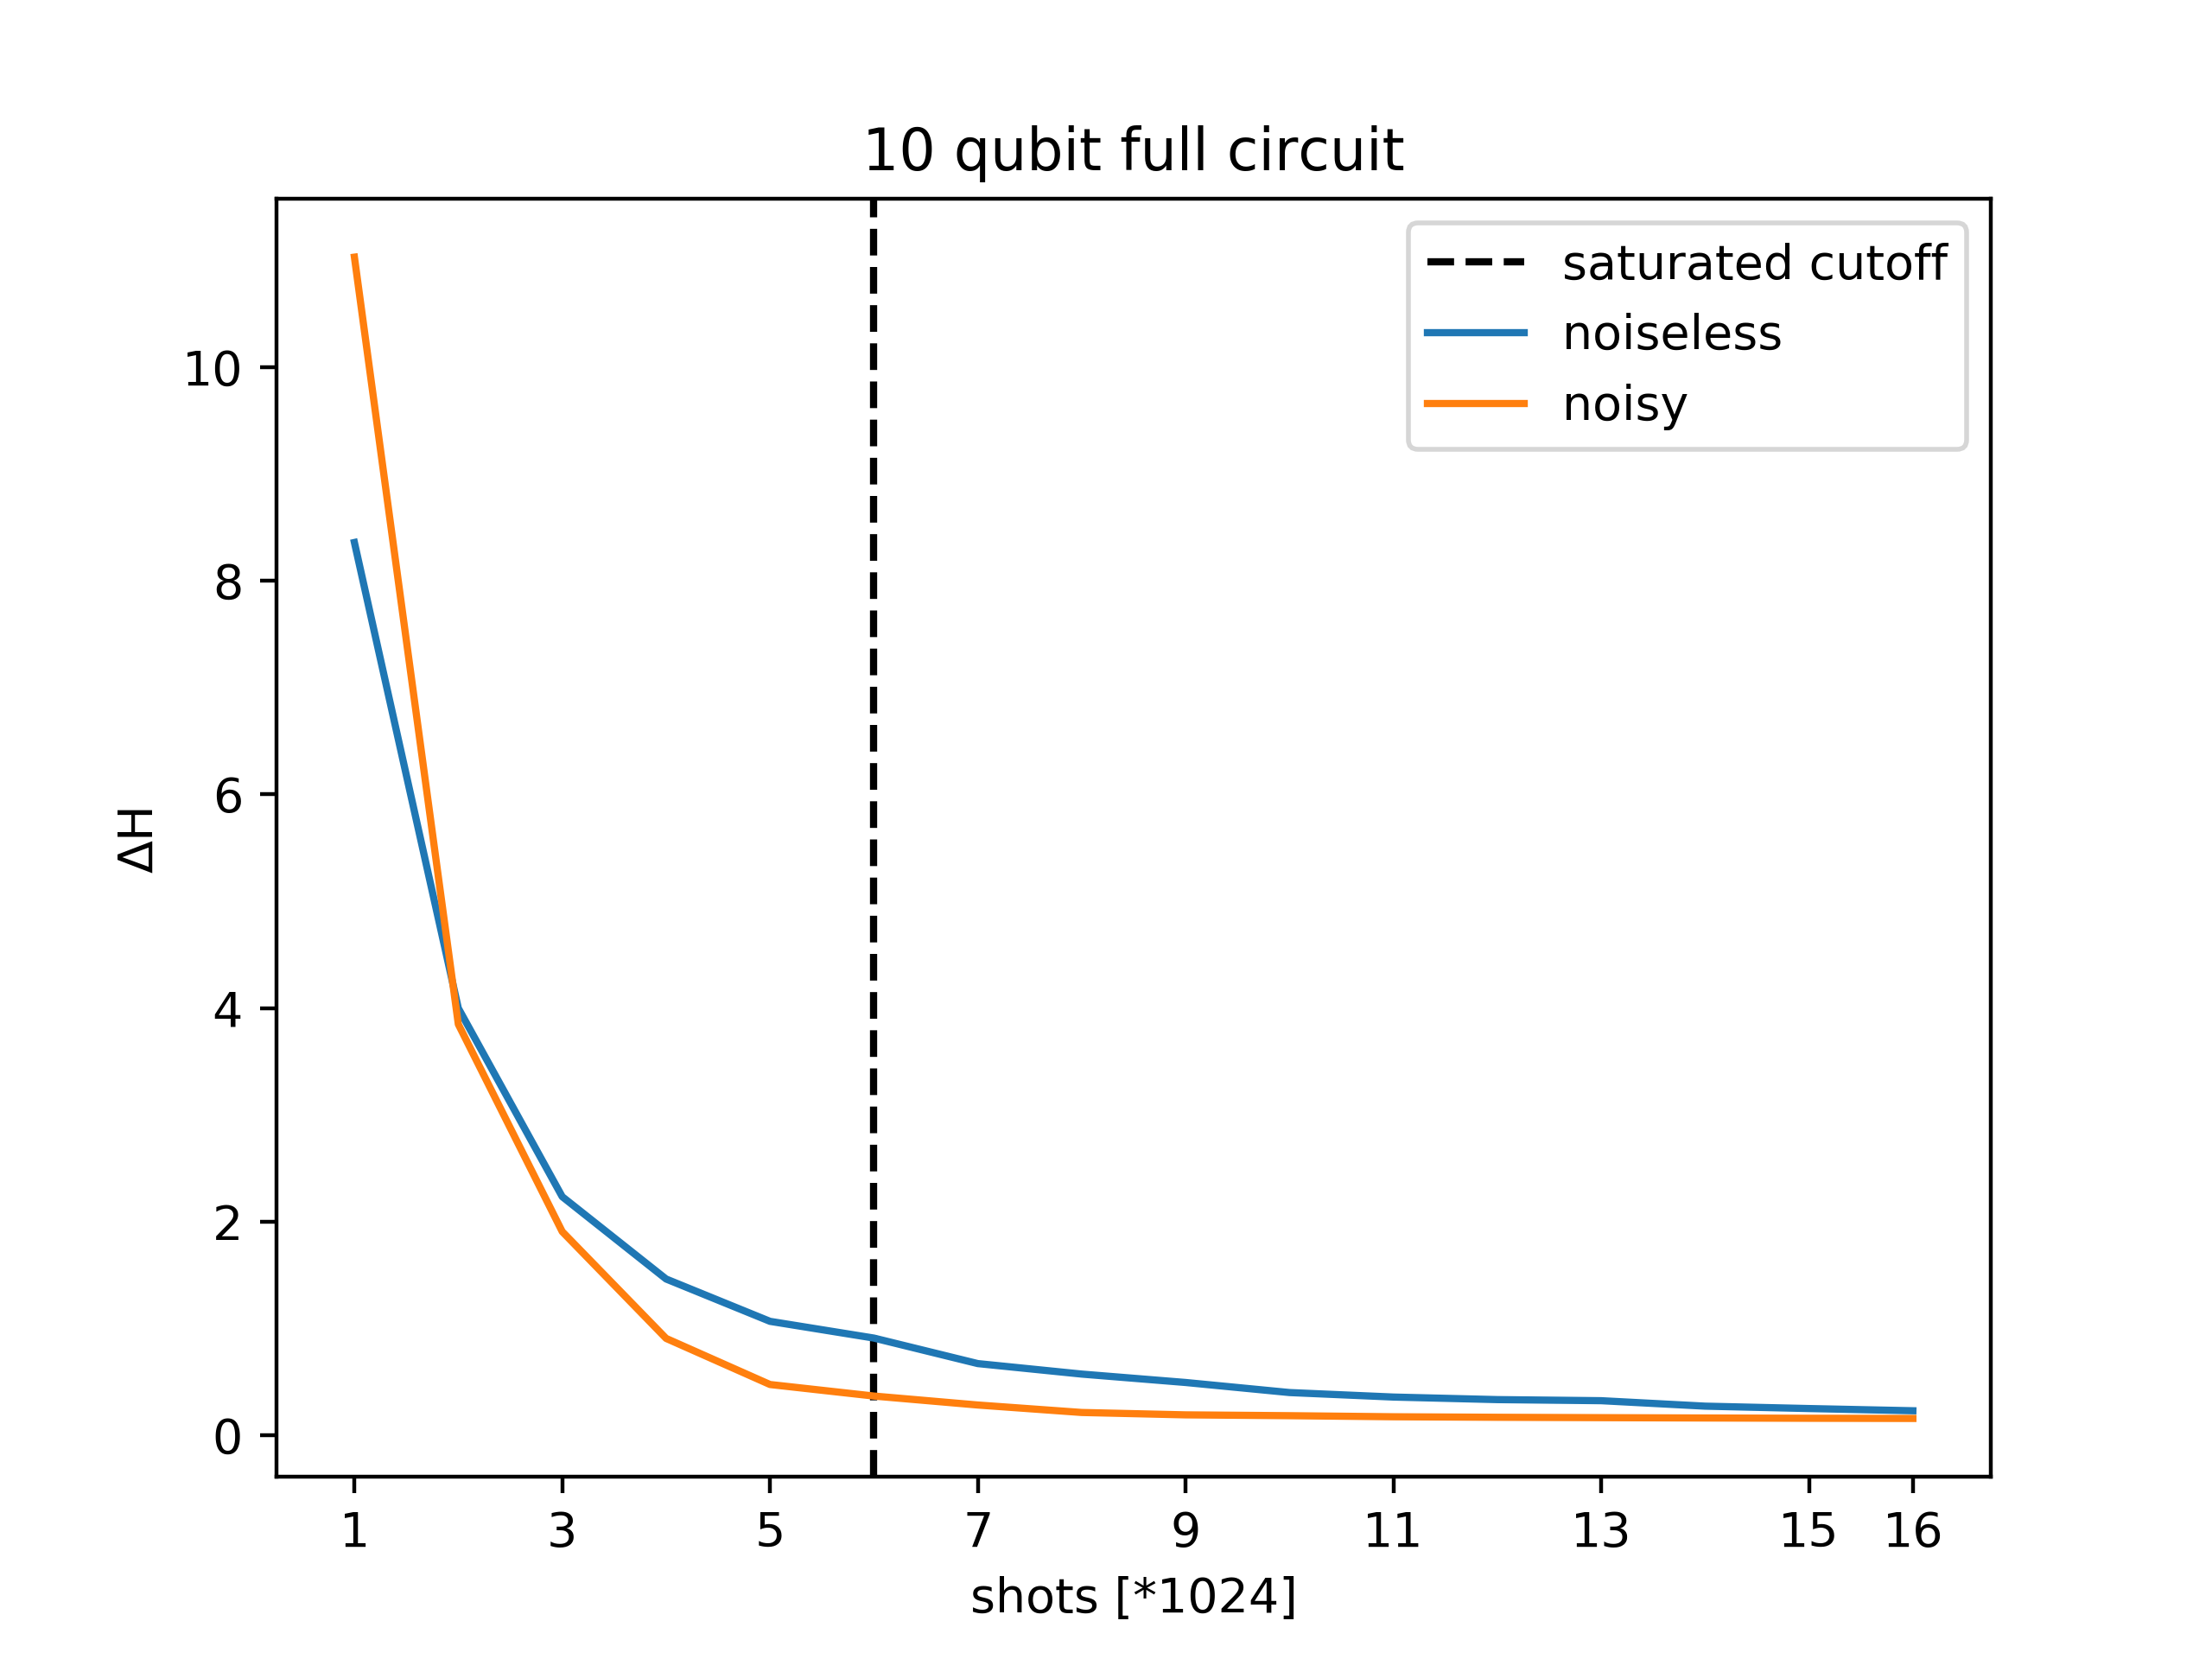 10 qubit full circuit
saturated cutoff
noiseless
noisy
ΔH
10
8
6
4
2
0
1 3 5 7 9 11 13 15 16
shots [*1024]